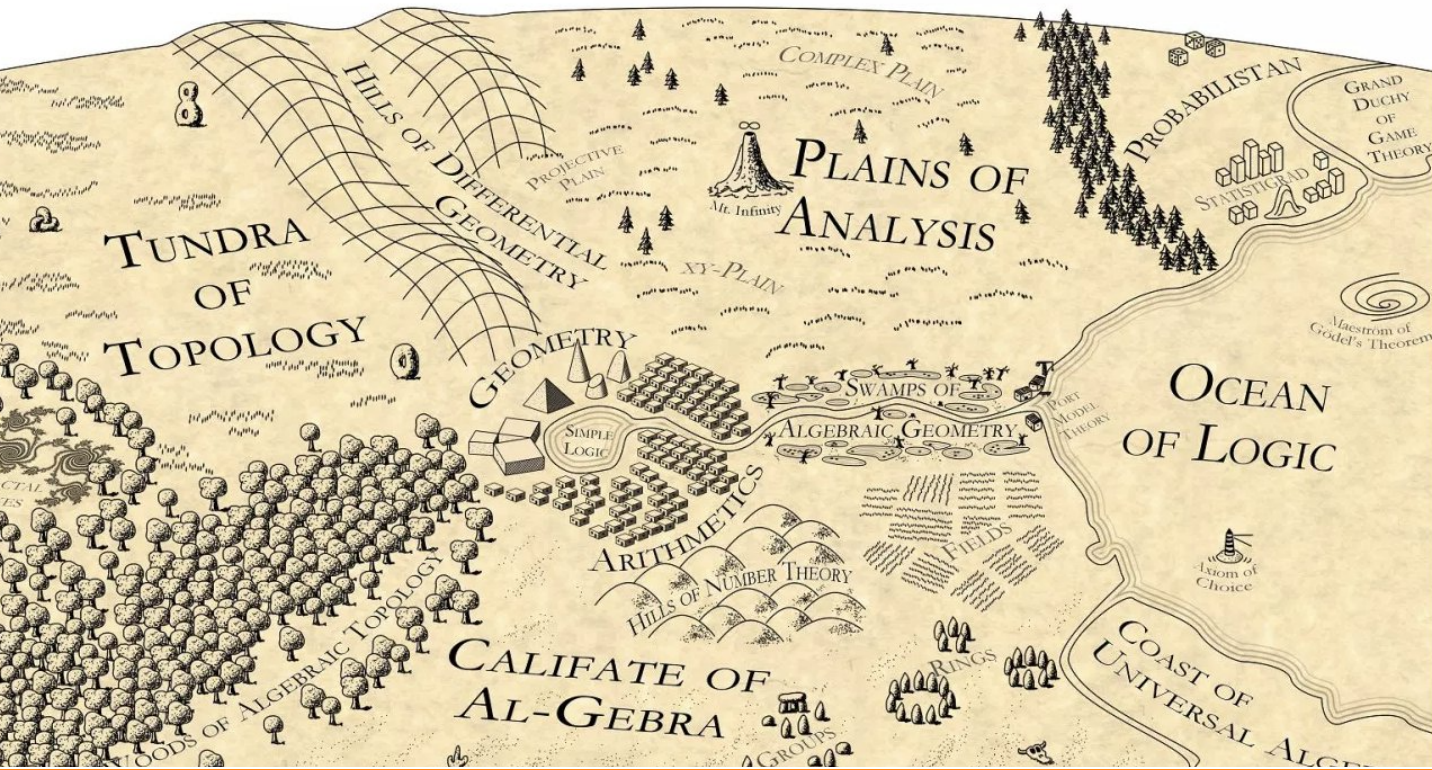 Complex Plain
Hills of Differential
Geometry
Probabilistan
Grand
Duchy
of
Game
Theory
Projective
Plain
Mt. Infinity
Plains of
Analysis
Statistigrad
Tundra
of
Topology
xy-Plain
Maestrom of
Gödel's Theorem
Geometry
Simple
Logic
Swamps of
Algebraic Geometry
Port
Model
Theory
Ocean
of Logic
Arithmetics
Fields
Axiom of
Choice
Hills of Number Theory
Woods of Algebraic Topology
Califate of
Al-Gebra
Rings
Groups
Coast of
Universal Alge